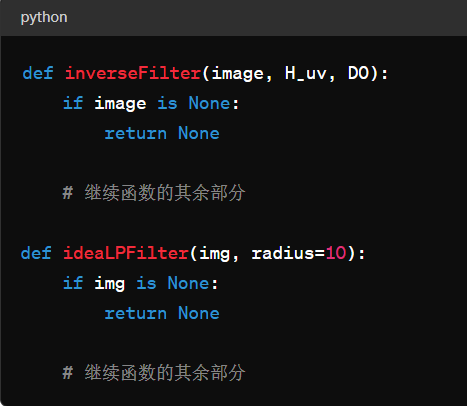 python
def inverseFilter(image, H_uv, D0):
    if image is None:
        return None
    # 继续函数的其余部分
def ideaLPFilter(img, radius=10):
    if img is None:
        return None
    # 继续函数的其余部分